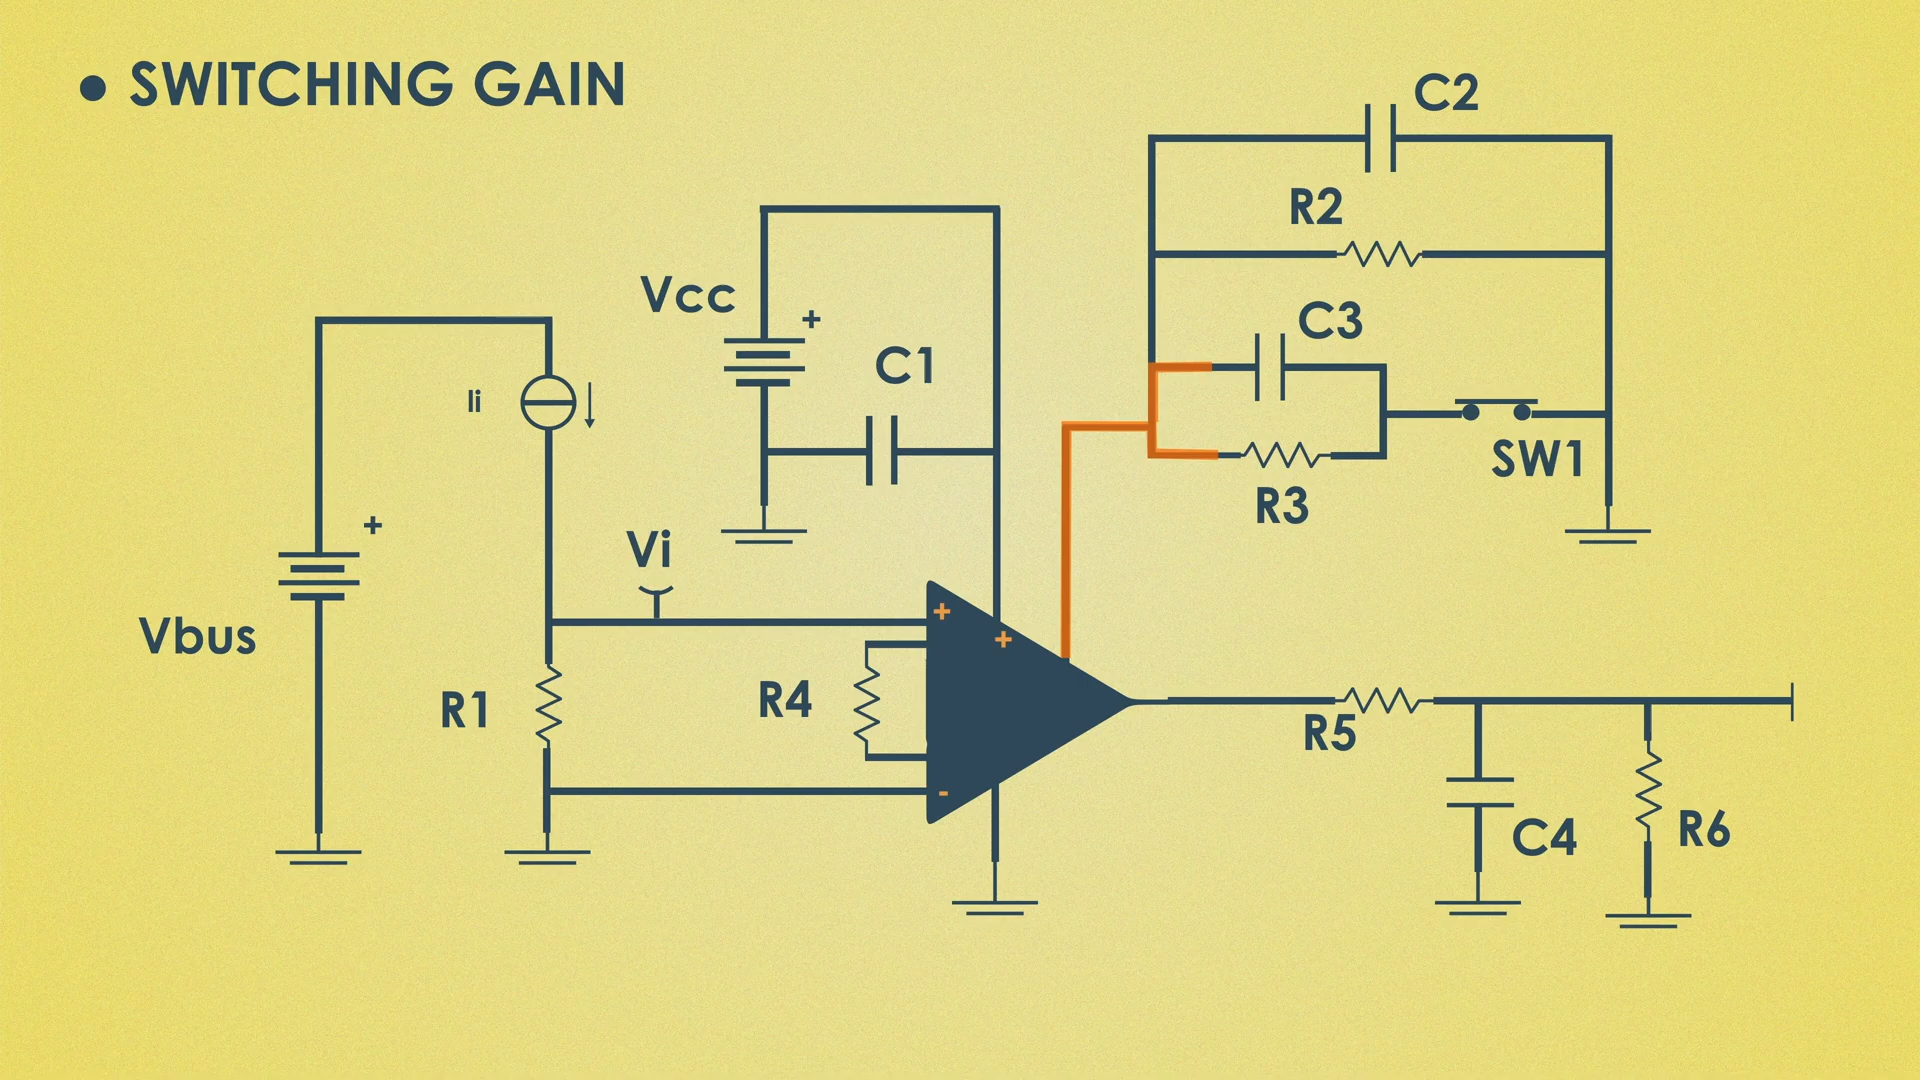 • SWITCHING GAIN
C2
R2
Vcc
+
C3
C1
Ii
SW1
R3
+
Vi
Vbus
+
+
R1
R4
R5
-
C4
R6